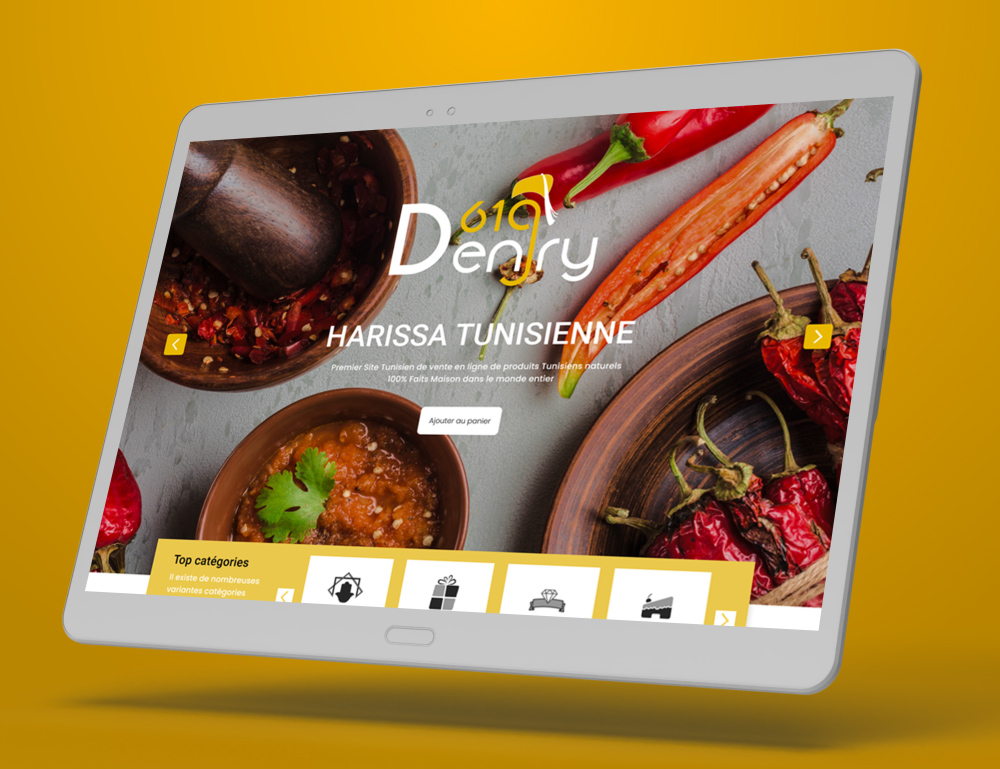 619
Denjry
HARISSA TUNISIENNE
Premier Site Tunisien de vente en ligne de produits Tunisiens naturels
100% Faits Maison dans le monde entier
Ajouter au panier
Top catégories
Il existe de nombreuses
variantes catégories